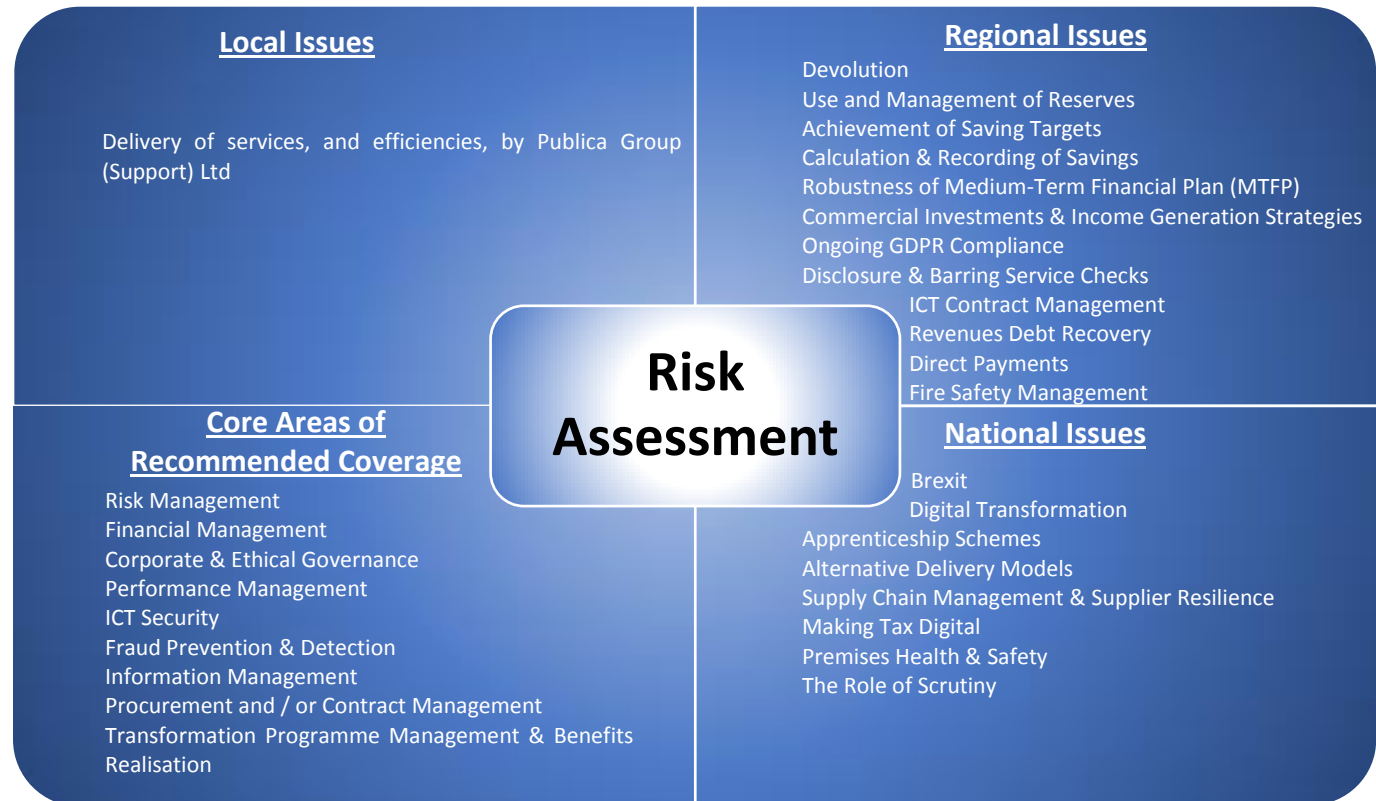 Local Issues
Delivery of services, and efficiencies, by Publica Group
(Support) Ltd
Regional Issues
Devolution
Use and Management of Reserves
Achievement of Saving Targets
Calculation & Recording of Savings
Robustness of Medium-Term Financial Plan (MTFP)
Commercial Investments & Income Generation Strategies
Ongoing GDPR Compliance
Disclosure & Barring Service Checks
ICT Contract Management
Revenues Debt Recovery
Direct Payments
Fire Safety Management
Risk
Assessment
Core Areas of
Recommended Coverage
Risk Management
Financial Management
Corporate & Ethical Governance
Performance Management
ICT Security
Fraud Prevention & Detection
Information Management
Procurement and / or Contract Management
Transformation Programme Management & Benefits
Realisation
National Issues
Brexit
Digital Transformation
Apprenticeship Schemes
Alternative Delivery Models
Supply Chain Management & Supplier Resilience
Making Tax Digital
Premises Health & Safety
The Role of Scrutiny